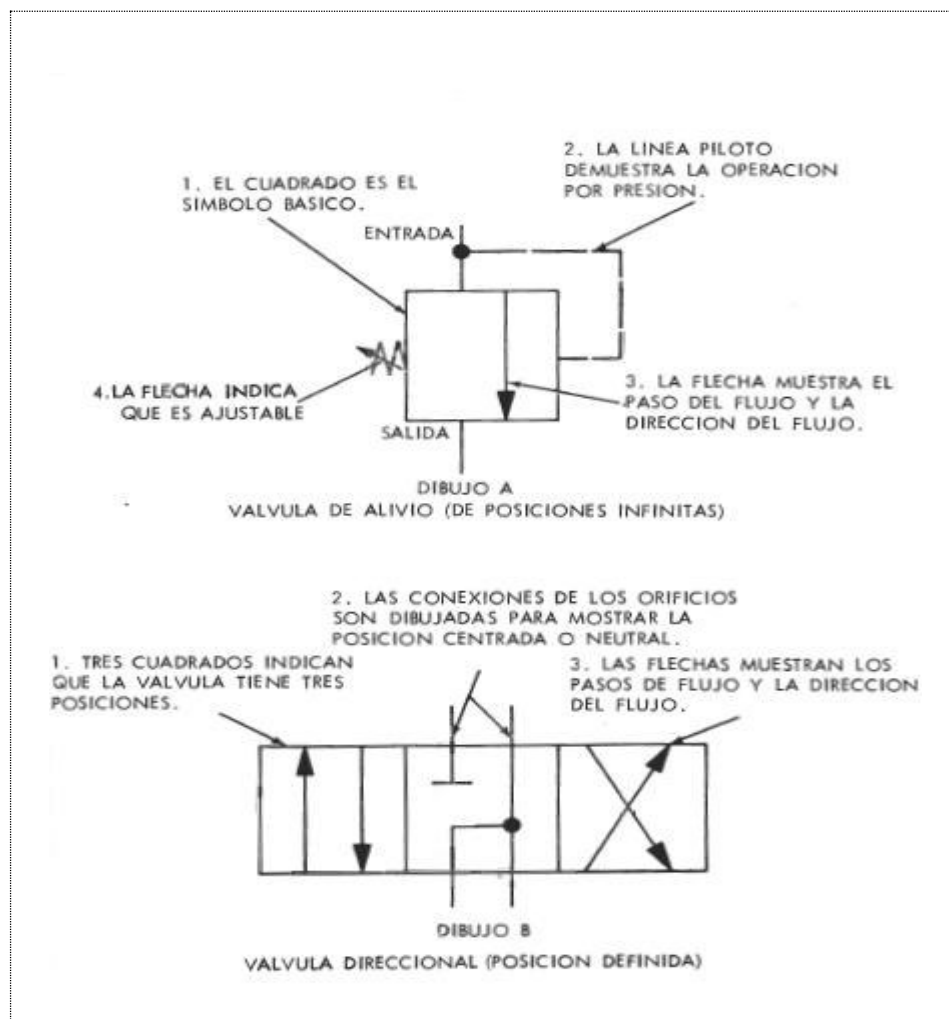 2. LA LINEA PILOTO
DEMUESTRA LA OPERACION
POR PRESION.
1. EL CUADRADO ES EL
SIMBOLO BASICO.
ENTRADA
4.LA FLECHA INDICA
QUE ES AJUSTABLE
3. LA FLECHA MUESTRA EL
PASO DEL FLUJO Y LA
DIRECCION DEL FLUJO.
SALIDA
DIBUJO A
VALVULA DE ALIVIO (DE POSICIONES INFINITAS)
2. LAS CONEXIONES DE LOS ORIFICIOS
SON DIBUJADAS PARA MOSTRAR LA
POSICION CENTRADA O NEUTRAL.
1. TRES CUADRADOS INDICAN
QUE LA VALVULA TIENE TRES
POSICIONES.
3. LAS FLECHAS MUESTRAN LOS
PASOS DE FLUJO Y LA DIRECCION
DEL FLUJO.
DIBUJO B
VALVULA DIRECCIONAL (POSICION DEFINIDA)